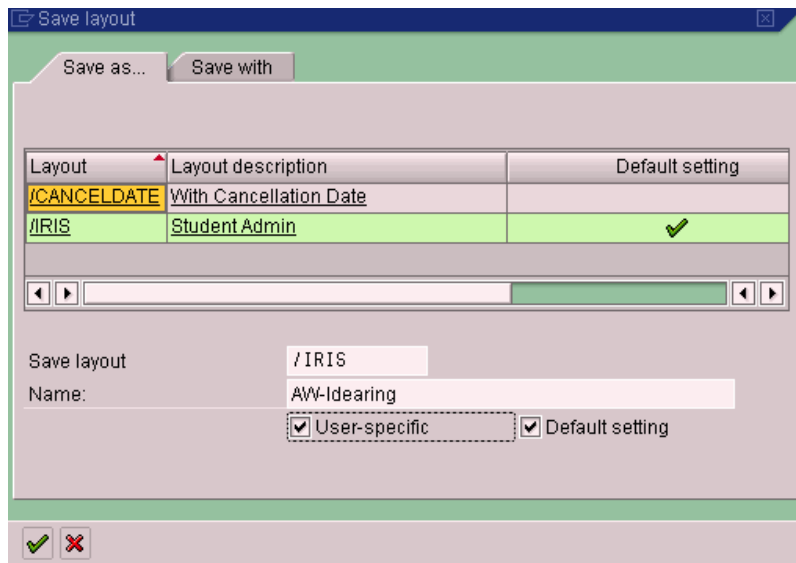 Save layout
Save as... Save with
Layout Layout description Default setting
/CANCELDATE With Cancellation Date
/IRIS Student Admin
Save layout /IRIS
Name: AW-Idearing
User-specific Default setting